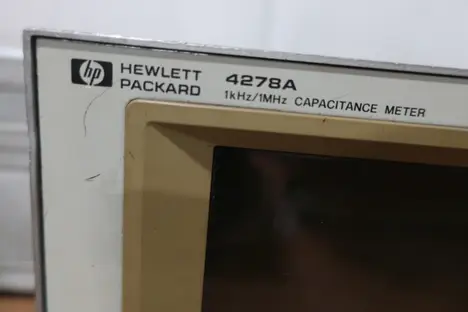 hp HEWLETT PACKARD
4278A
1kHz/1MHz CAPACITANCE METER